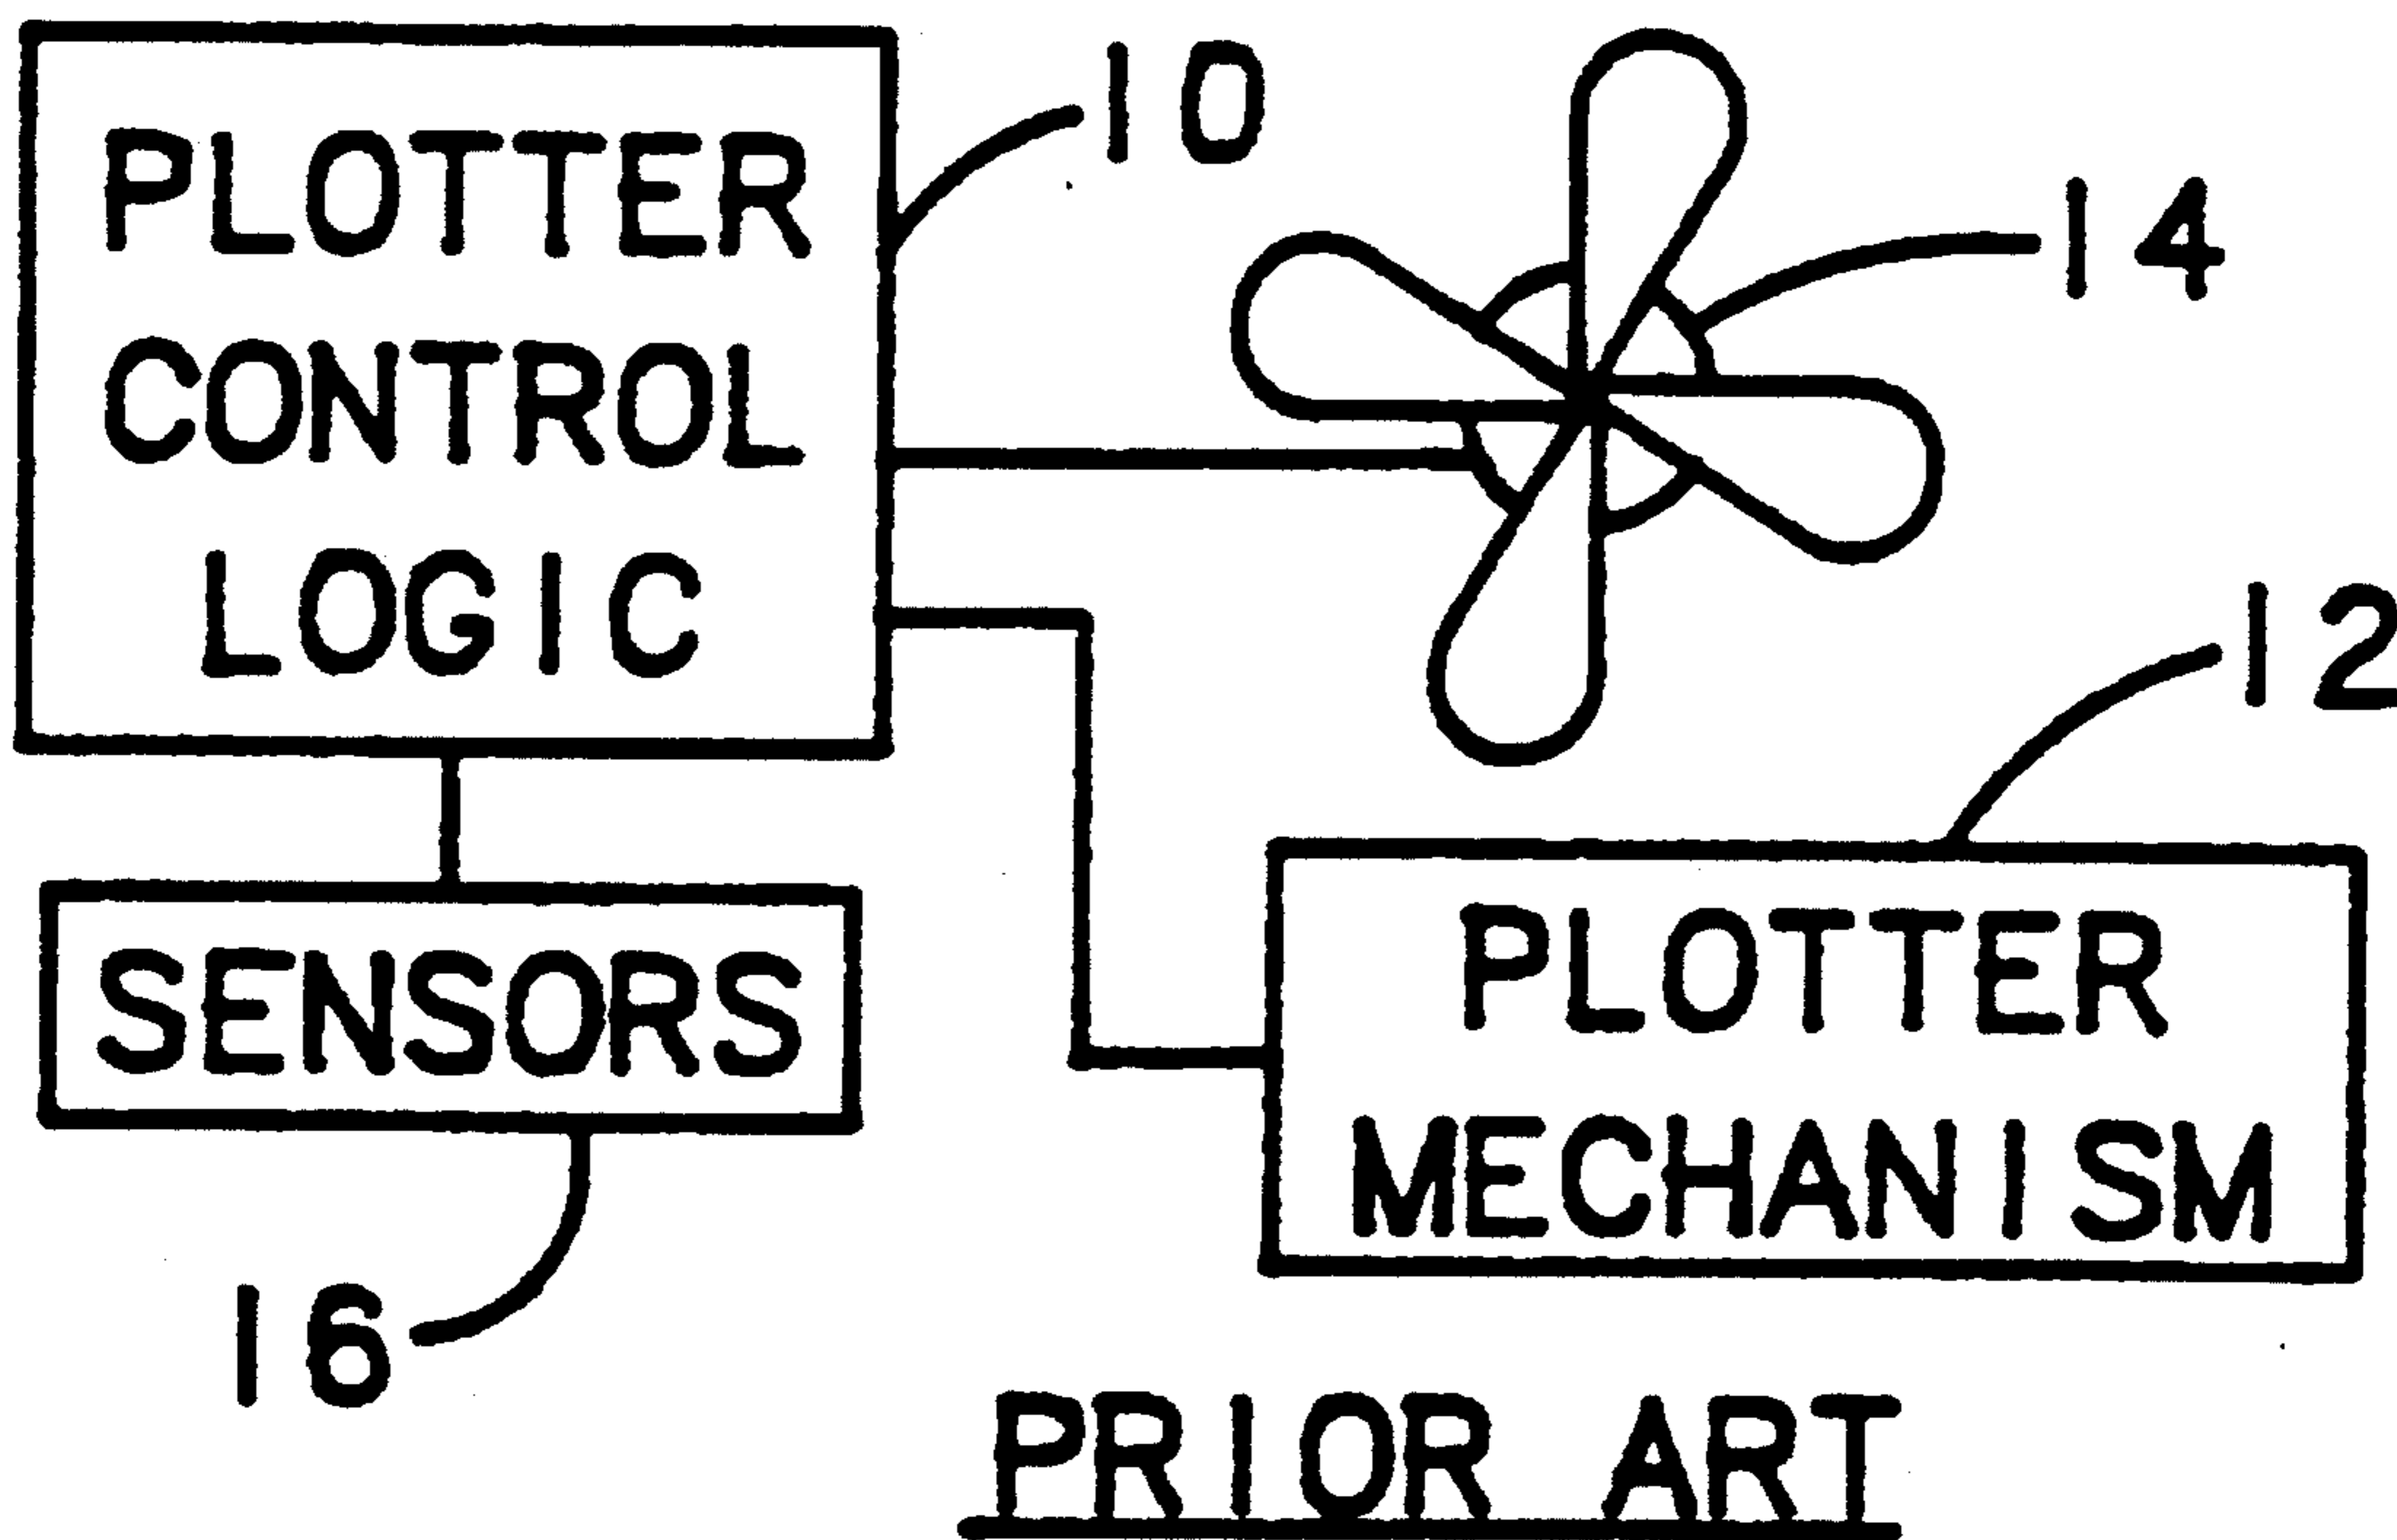 PLOTTER
CONTROL
LOGIC
10
14
12
SENSORS
16
PLOTTER
MECHANISM
PRIOR ART